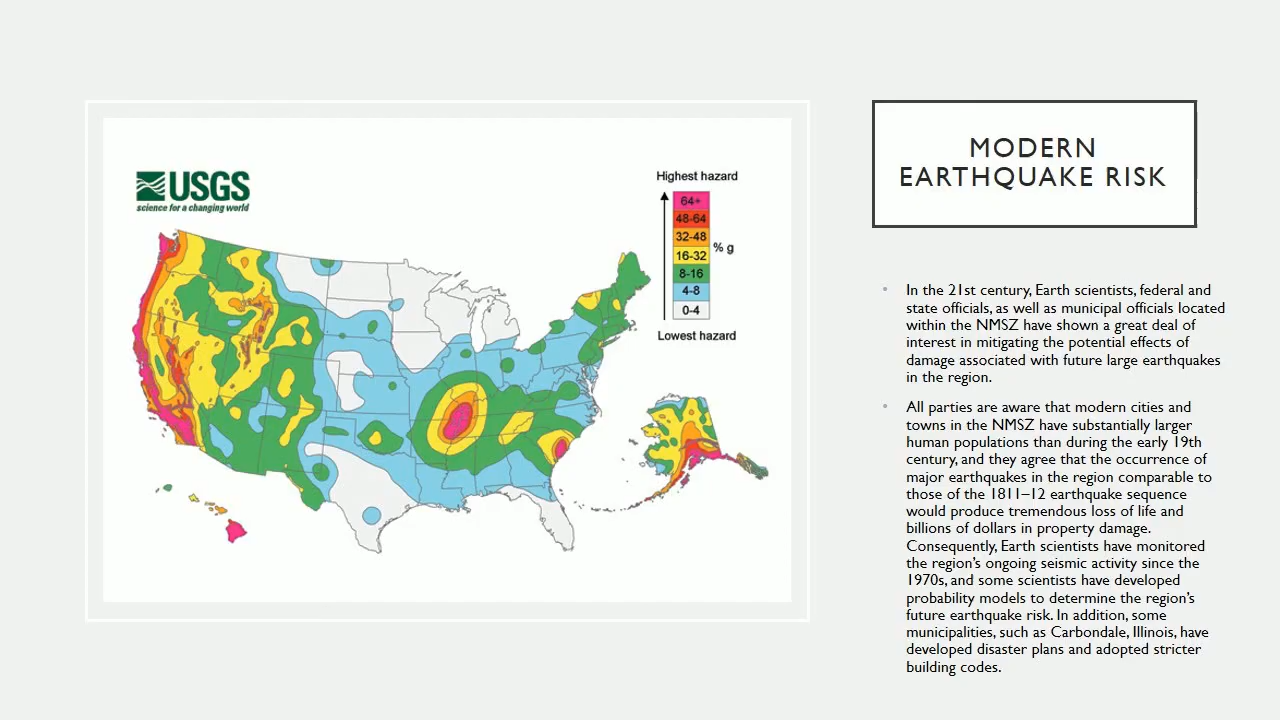 USGS
science for a changing world
Highest hazard
64+
48-64
32-48
% g
16-32
8-16
4-8
0-4
Lowest hazard
MODERN
EARTHQUAKE RISK
• In the 21st century, Earth scientists, federal and
state officials, as well as municipal officials located
within the NMSZ have shown a great deal of
interest in mitigating the potential effects of
damage associated with future large earthquakes
in the region.
• All parties are aware that modern cities and
towns in the NMSZ have substantially larger
human populations than during the early 19th
century, and they agree that the occurrence of
major earthquakes in the region comparable to
those of the 1811–12 earthquake sequence
would produce tremendous loss of life and
billions of dollars in property damage.
Consequently, Earth scientists have monitored
the region’s ongoing seismic activity since the
1970s, and some scientists have developed
probability models to determine the region’s
future earthquake risk. In addition, some
municipalities, such as Carbondale, Illinois, have
developed disaster plans and adopted stricter
building codes.